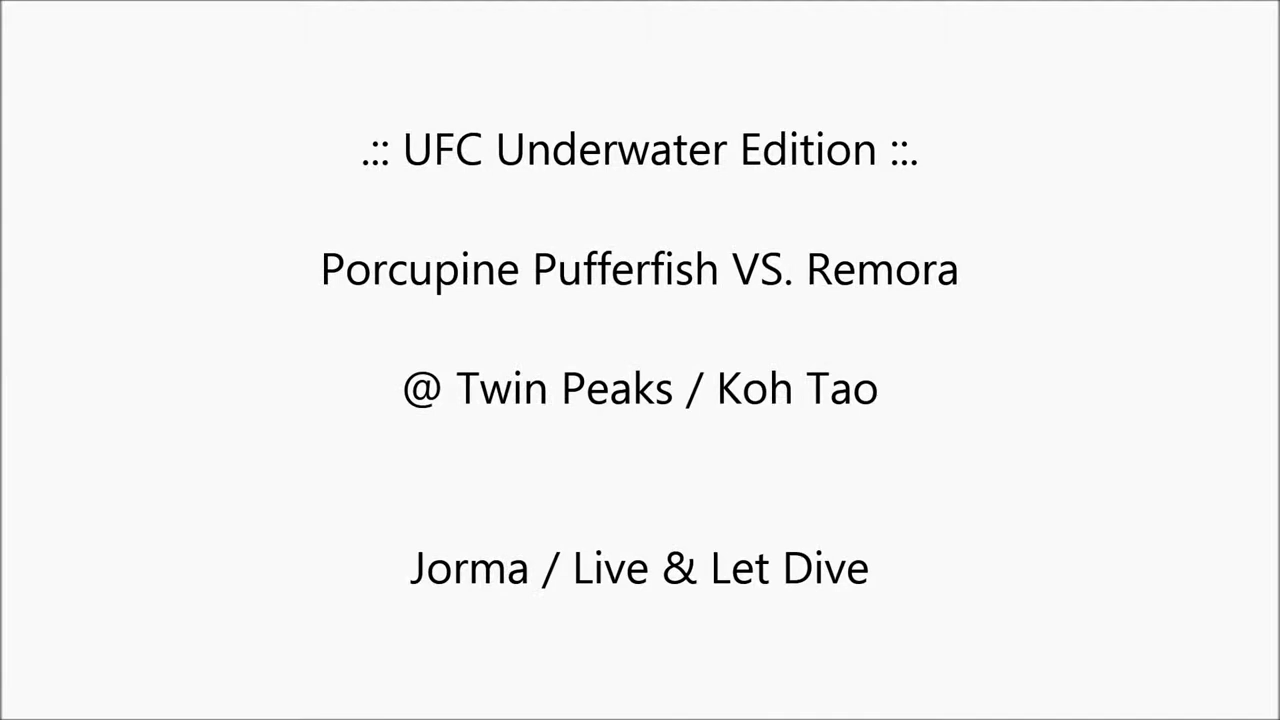 .:: UFC Underwater Edition ::.
Porcupine Pufferfish VS. Remora
@ Twin Peaks / Koh Tao
Jorma / Live & Let Dive